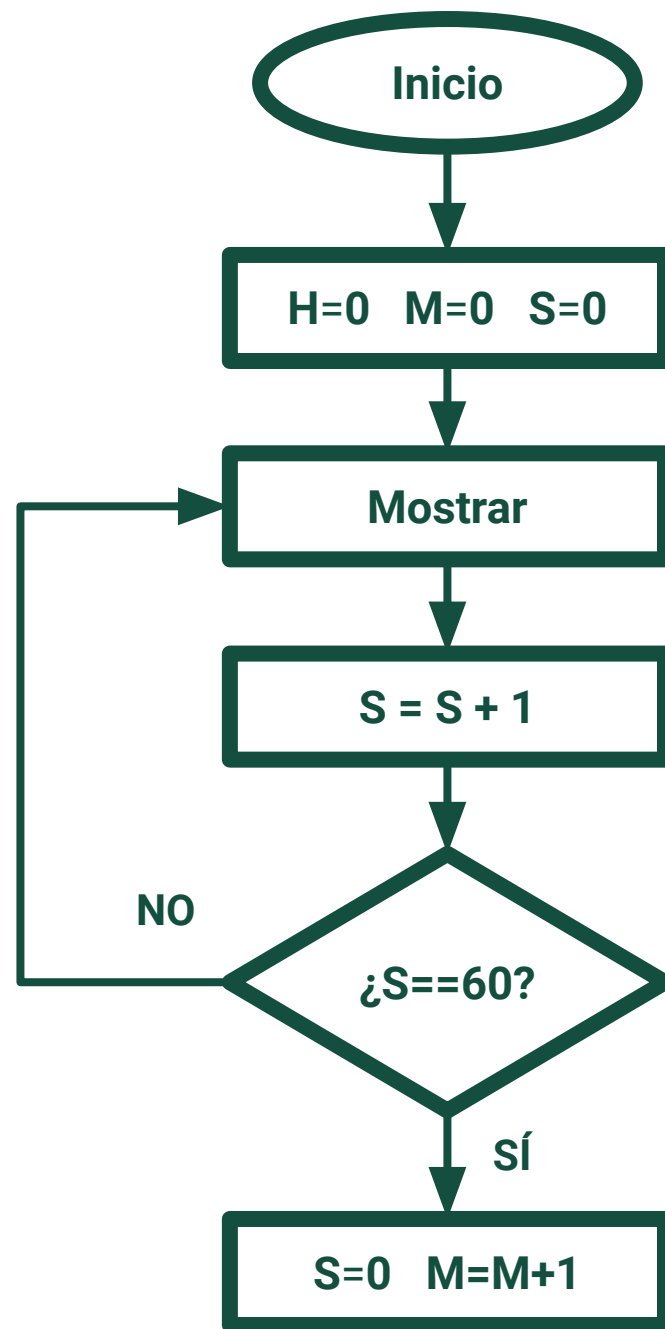 Inicio
H=0 M=0 S=0
Mostrar
S = S + 1
NO
¿S==60?
SÍ
S=0 M=M+1